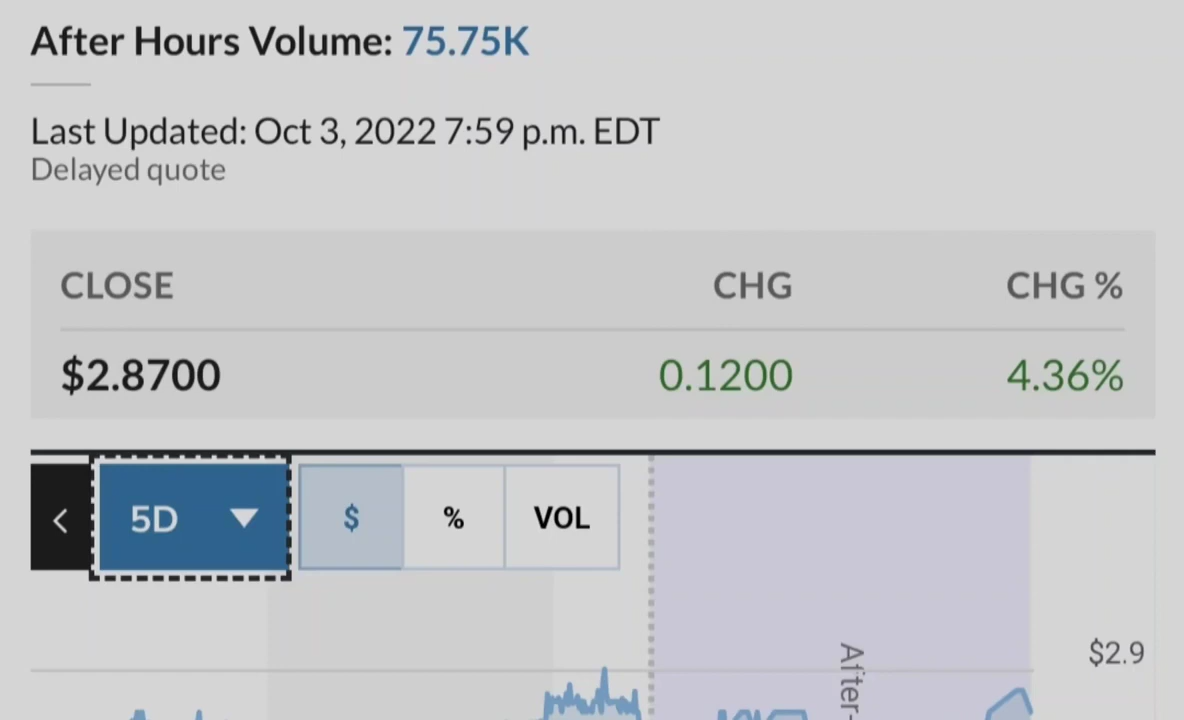 After Hours Volume: 75.75K
Last Updated: Oct 3, 2022 7:59 p.m. EDT
Delayed quote
CLOSE CHG CHG %
$2.8700 0.1200 4.36%
5D $ % VOL
$2.9
After-